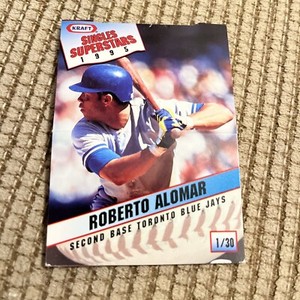 KRAFT
SINGLES
SUPERSTARS
1995
ROBERTO ALOMAR
SECOND BASE TORONTO BLUE JAYS
1/30